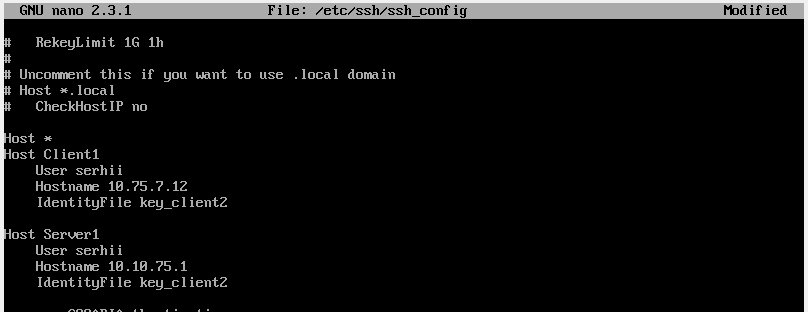 GNU nano 2.3.1 File: /etc/ssh/ssh_config Modified
# RekeyLimit 1G 1h
#
# Uncomment this if you want to use .local domain
# Host *.local
# CheckHostIP no
Host *
Host Client1
User serhii
Hostname 10.75.7.12
IdentityFile key_client2
Host Server1
User serhii
Hostname 10.10.75.1
IdentityFile key_client2